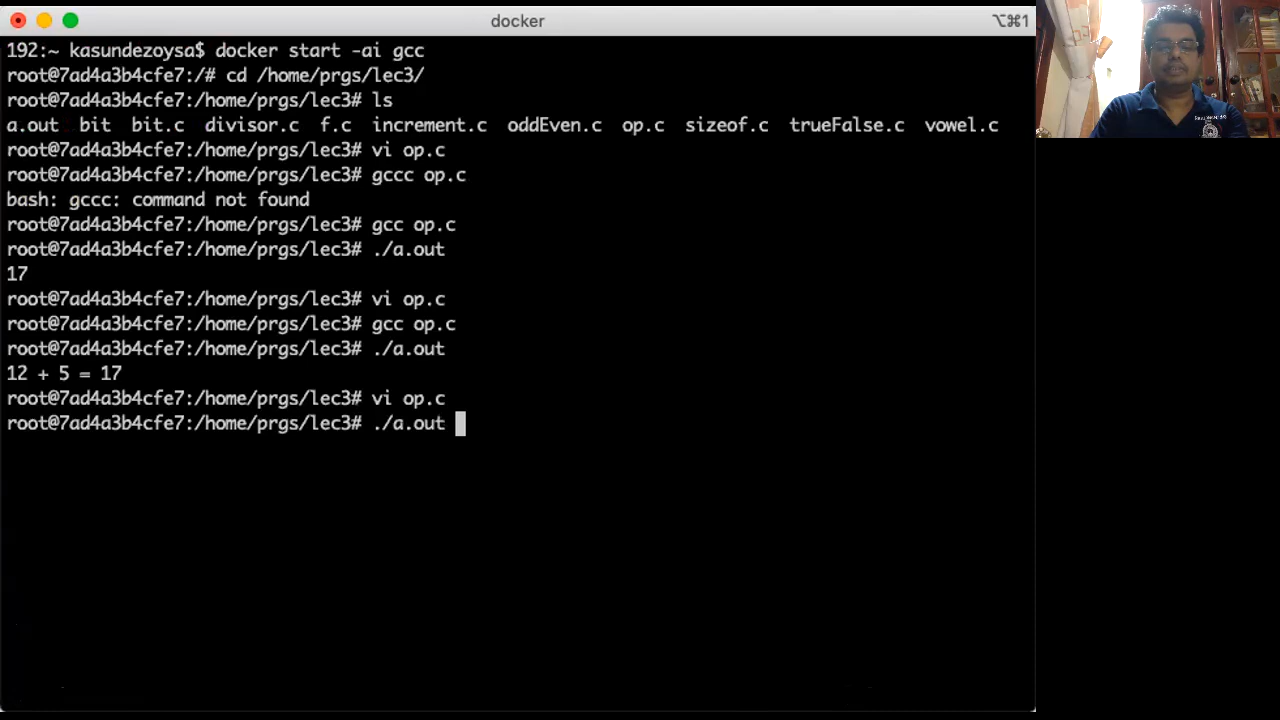 docker
⌥⌘1
192:~ kasundezoysa$ docker start -ai gcc
root@7ad4a3b4cfe7:/# cd /home/prgs/lec3/
root@7ad4a3b4cfe7:/home/prgs/lec3# ls
a.out bit bit.c divisor.c f.c increment.c oddEven.c op.c sizeof.c trueFalse.c vowel.c
root@7ad4a3b4cfe7:/home/prgs/lec3# vi op.c
root@7ad4a3b4cfe7:/home/prgs/lec3# gccc op.c
bash: gccc: command not found
root@7ad4a3b4cfe7:/home/prgs/lec3# gcc op.c
root@7ad4a3b4cfe7:/home/prgs/lec3# ./a.out
17
root@7ad4a3b4cfe7:/home/prgs/lec3# vi op.c
root@7ad4a3b4cfe7:/home/prgs/lec3# gcc op.c
root@7ad4a3b4cfe7:/home/prgs/lec3# ./a.out
12 + 5 = 17
root@7ad4a3b4cfe7:/home/prgs/lec3# vi op.c
root@7ad4a3b4cfe7:/home/prgs/lec3# ./a.out